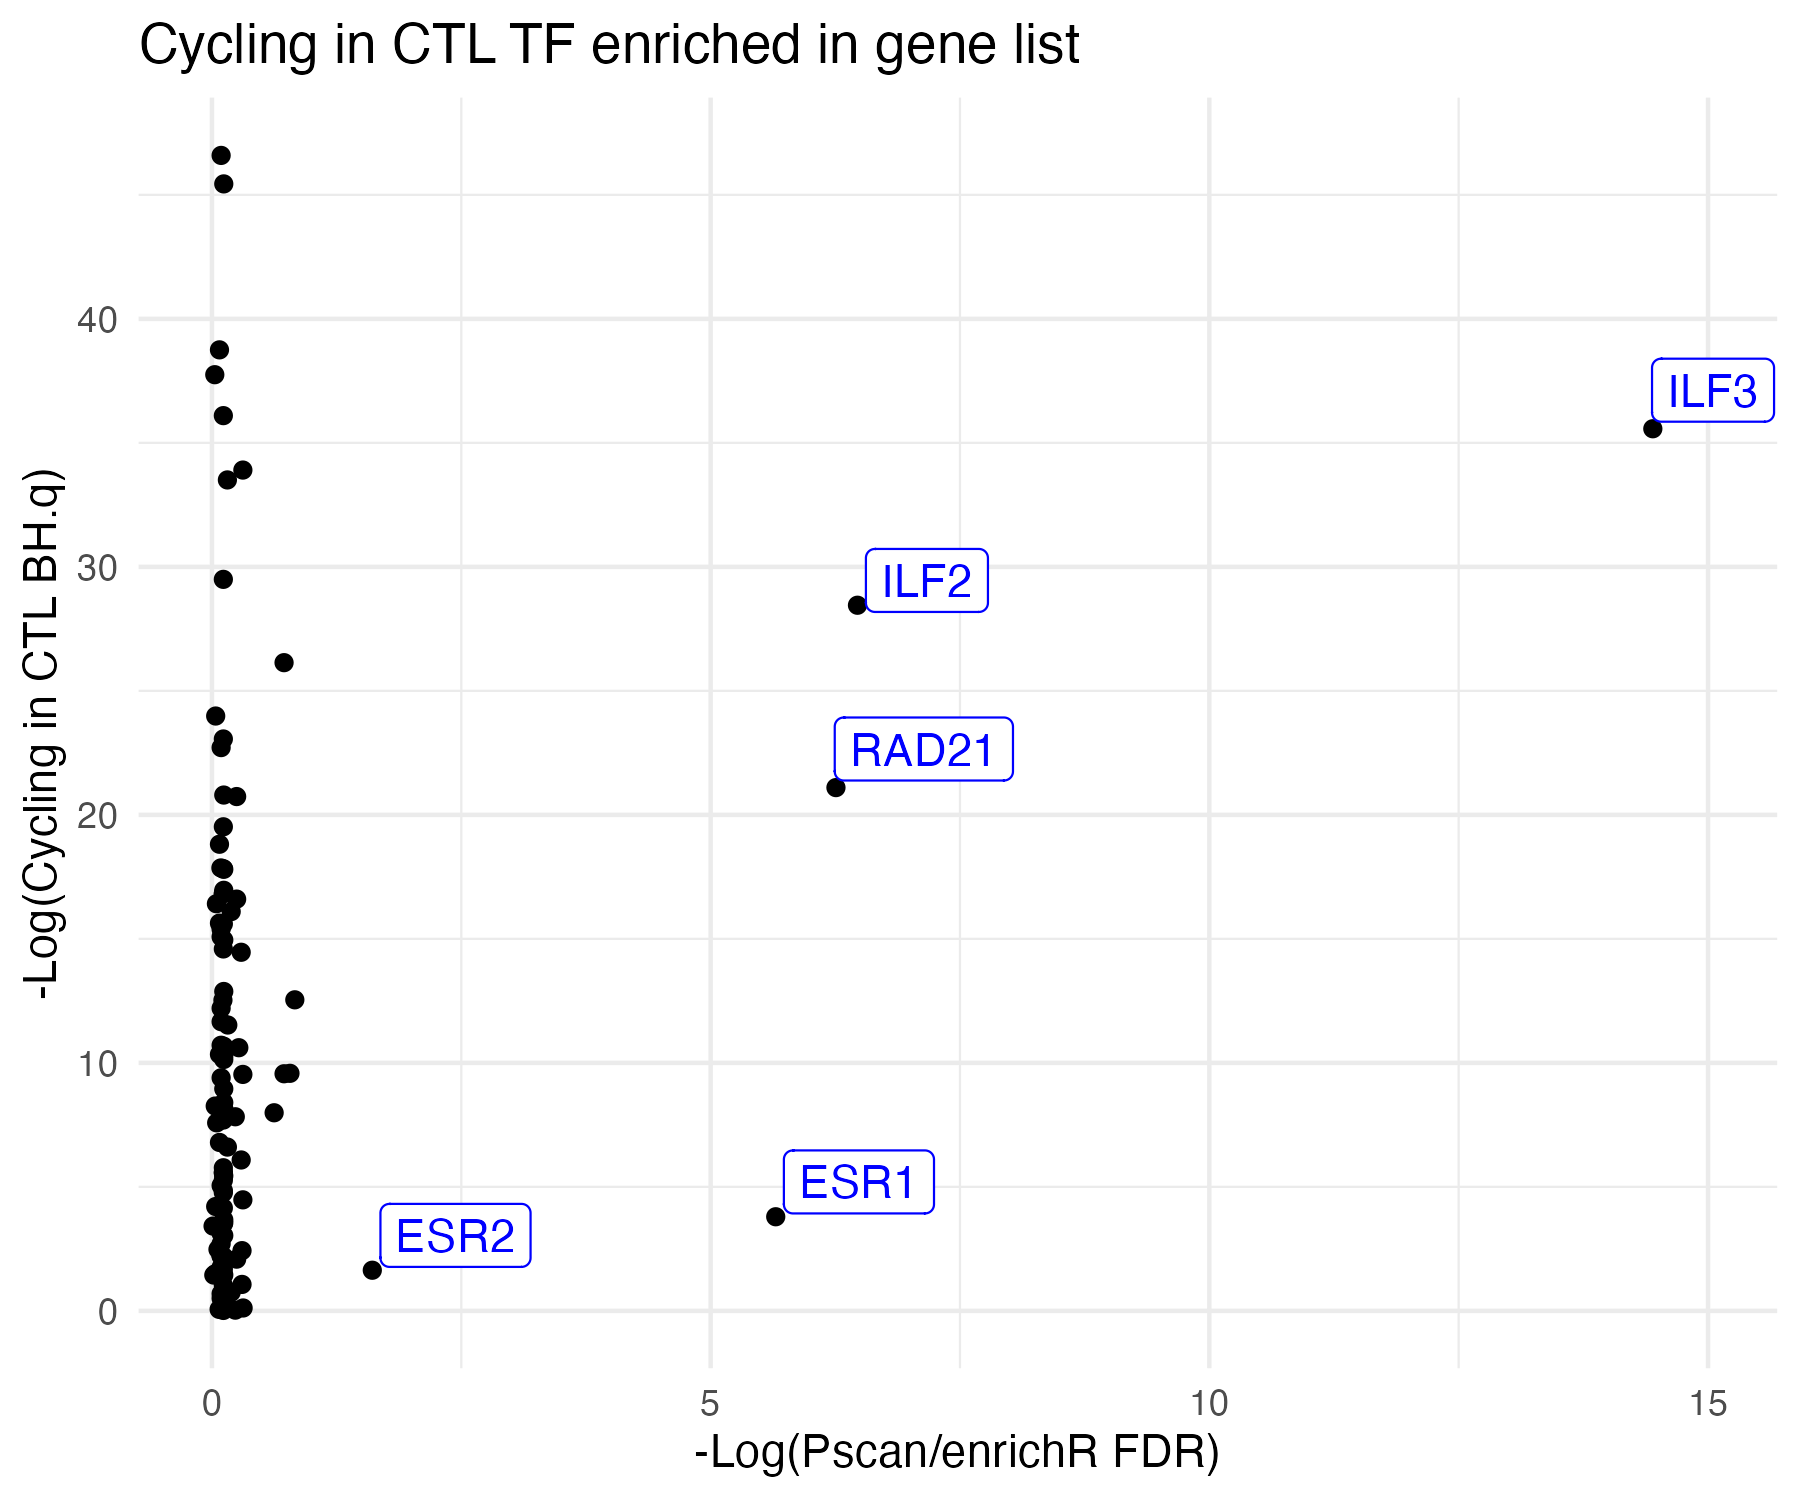 Cycling in CTL TF enriched in gene list
-Log(Cycling in CTL BH.q)
40
30
20
10
0
ILF3
ILF2
RAD21
ESR1
ESR2
0 5 10 15
-Log(Pscan/enrichR FDR)